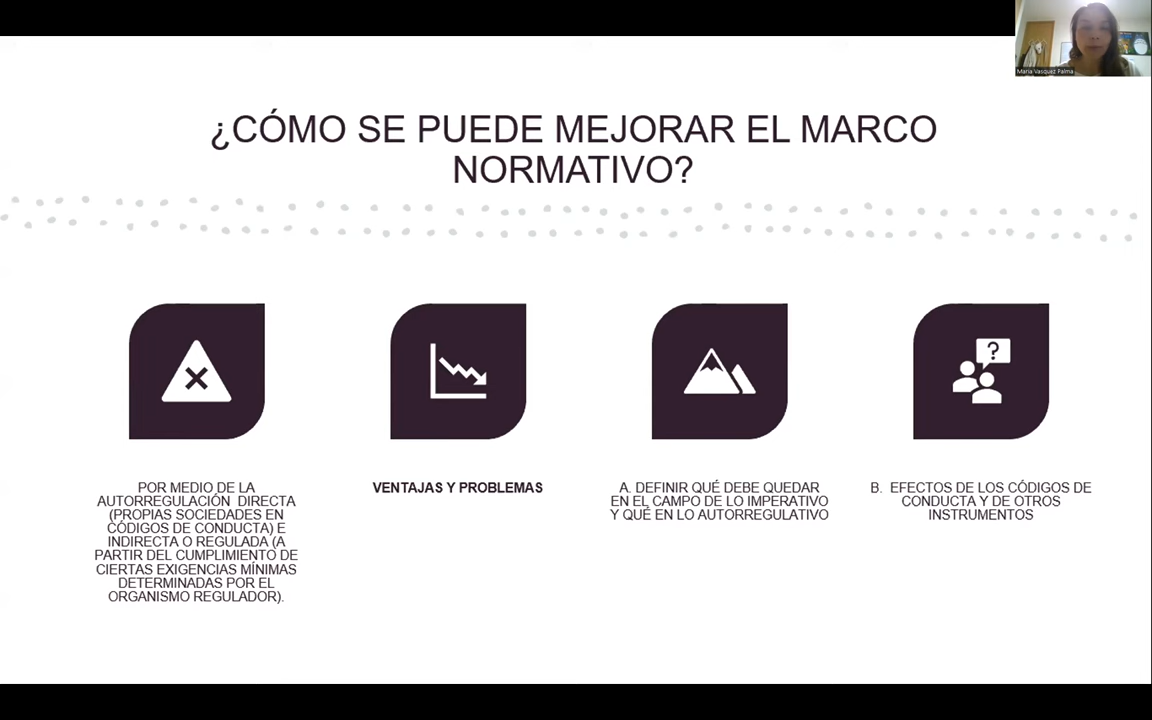 María Vasquez Palma
¿CÓMO SE PUEDE MEJORAR EL MARCO
NORMATIVO?
POR MEDIO DE LA
AUTORREGULACIÓN DIRECTA
(PROPIAS SOCIEDADES EN
CÓDIGOS DE CONDUCTA) E
INDIRECTA O REGULADA (A
PARTIR DEL CUMPLIMIENTO DE
CIERTAS EXIGENCIAS MÍNIMAS
DETERMINADAS POR EL
ORGANISMO REGULADOR).
VENTAJAS Y PROBLEMAS
A. DEFINIR QUÉ DEBE QUEDAR
EN EL CAMPO DE LO IMPERATIVO
Y QUÉ EN LO AUTORREGULATIVO
?
B. EFECTOS DE LOS CÓDIGOS DE
CONDUCTA Y DE OTROS
INSTRUMENTOS